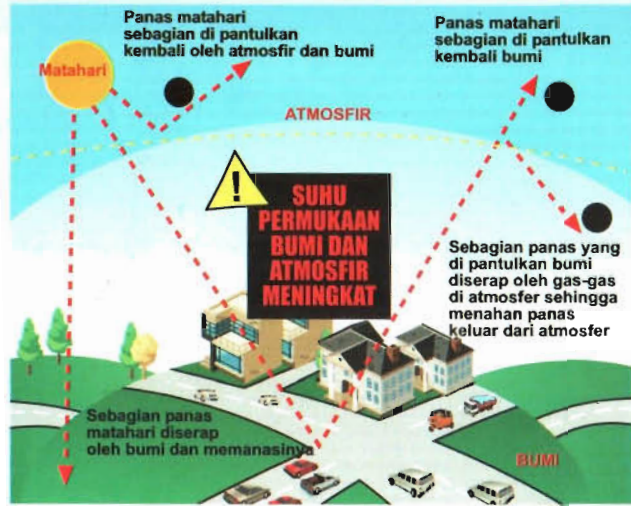 Panas matahari
sebagian di pantulkan
kembali oleh atmosfir dan bumi
Panas matahari
sebagian di pantulkan
kembali bumi
Matahari
ATMOSFIR
!
SUHU
PERMUKAAN
BUMI DAN
ATMOSFIR
MENINGKAT
Sebagian panas yang
di pantulkan bumi
diserap oleh gas-gas
di atmosfer sehingga
menahan panas
keluar dari atmosfer
Sebagian panas
matahari diserap
oleh bumi dan memanasinya
BUMI